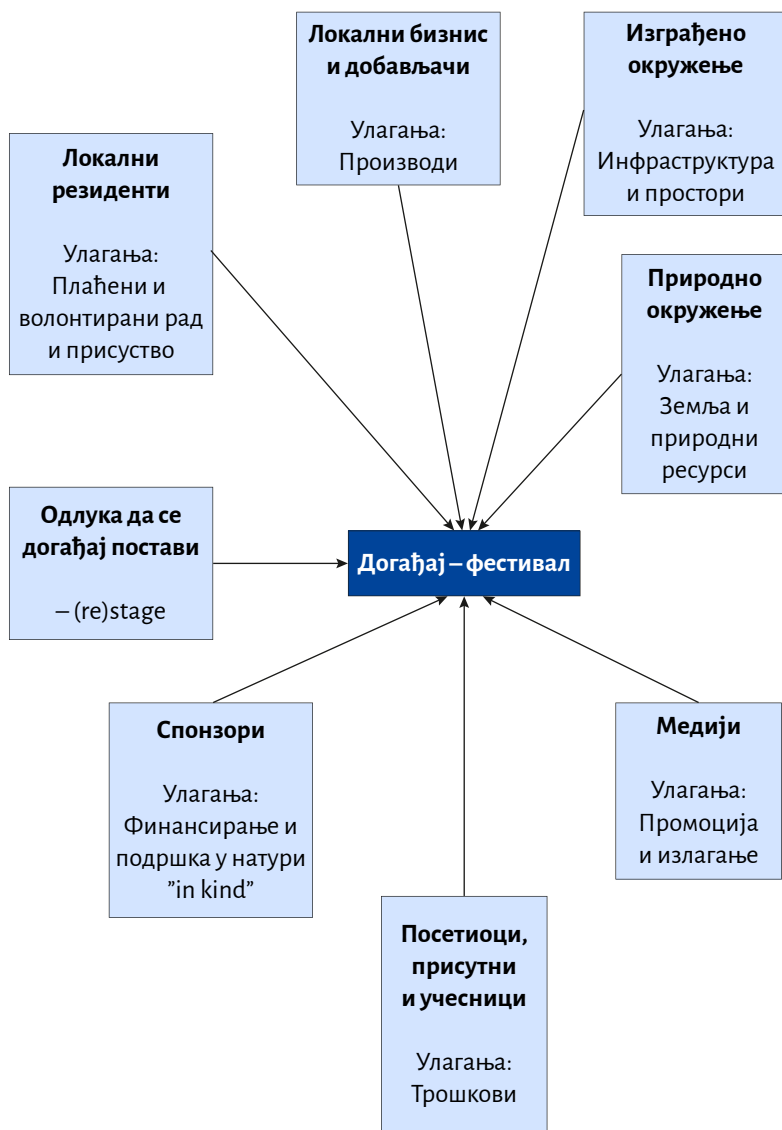 Локални бизнис
и добављачи
Улагања:
Производи
Изграђено
окружење
Улагања:
Инфраструктура
и простори
Локални
резиденти
Улагања:
Плаћени и
волонтирани рад
и присуство
Природно
окружење
Улагања:
Земља и
природни
ресурси
Одлука да се
догађај постави
– (re)stage
Догађај – фестивал
Спонзори
Улагања:
Финансирање и
подршка у натури
”in kind”
Медији
Улагања:
Промоција
и излагање
Посетиоци,
присутни
и учесници
Улагања:
Трошкови